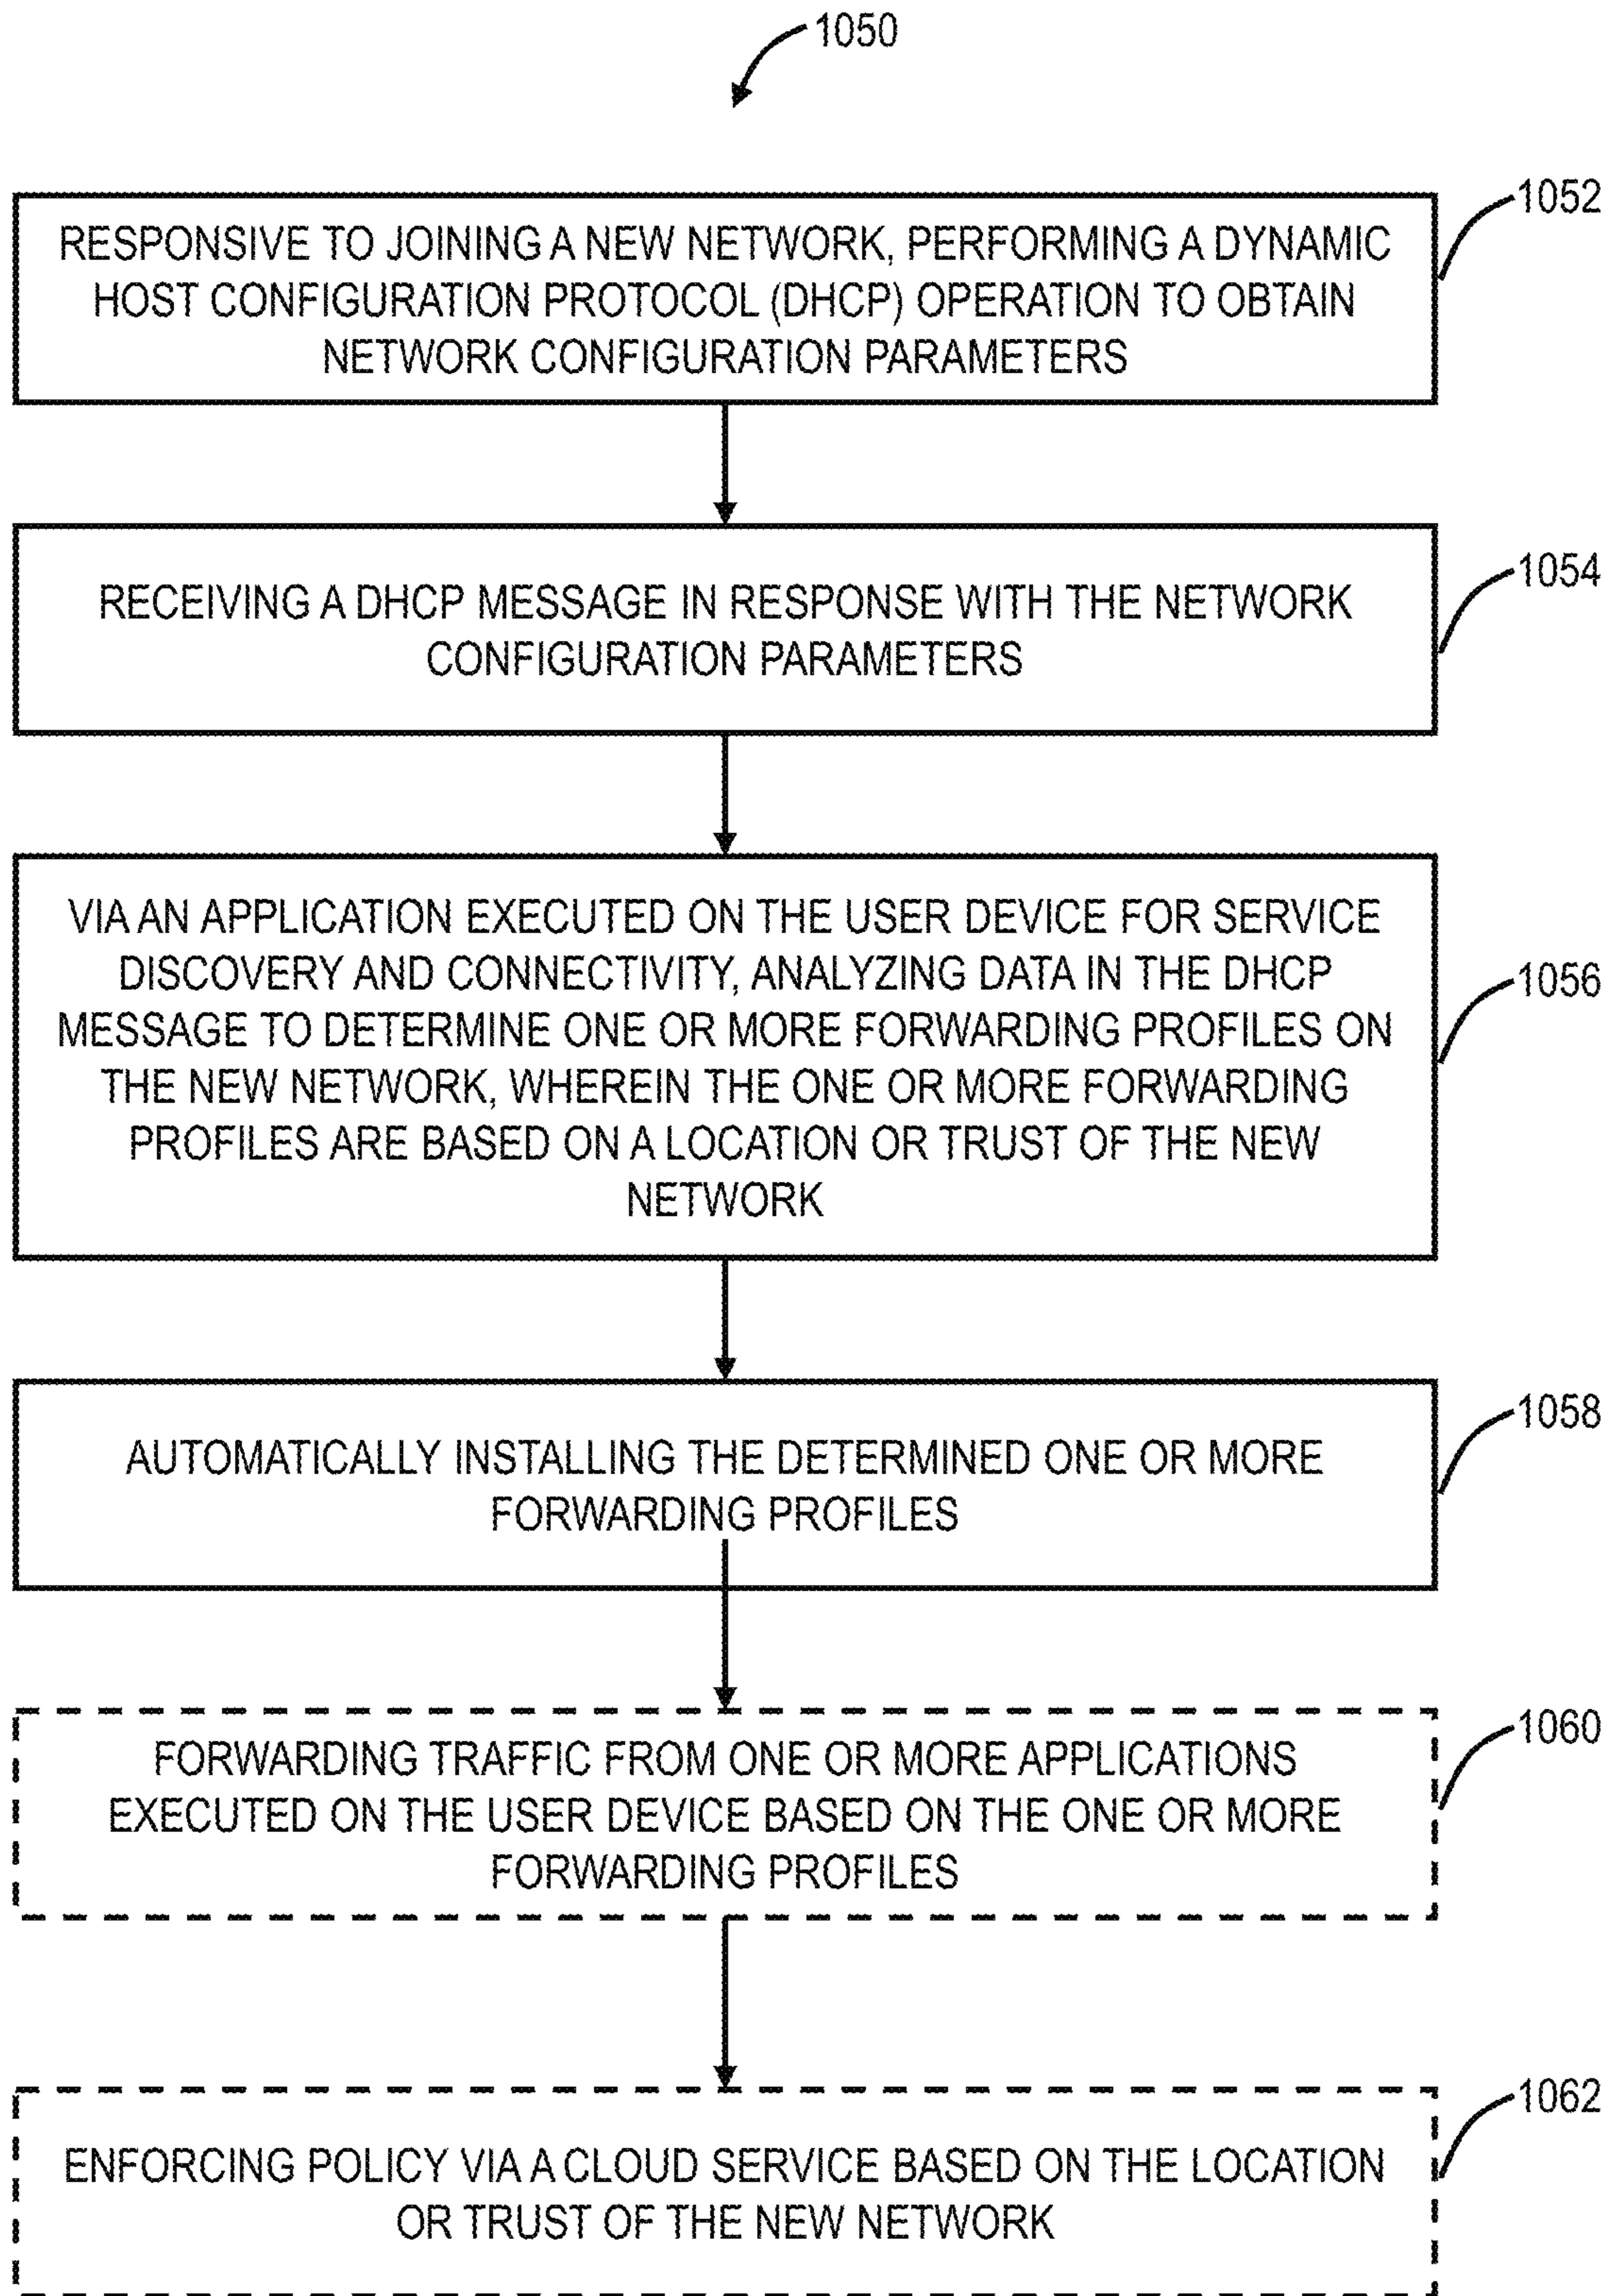 1050
1052
RESPONSIVE TO JOINING A NEW NETWORK, PERFORMING A DYNAMIC
HOST CONFIGURATION PROTOCOL (DHCP) OPERATION TO OBTAIN
NETWORK CONFIGURATION PARAMETERS
1054
RECEIVING A DHCP MESSAGE IN RESPONSE WITH THE NETWORK
CONFIGURATION PARAMETERS
1056
VIA AN APPLICATION EXECUTED ON THE USER DEVICE FOR SERVICE
DISCOVERY AND CONNECTIVITY, ANALYZING DATA IN THE DHCP
MESSAGE TO DETERMINE ONE OR MORE FORWARDING PROFILES ON
THE NEW NETWORK, WHEREIN THE ONE OR MORE FORWARDING
PROFILES ARE BASED ON A LOCATION OR TRUST OF THE NEW
NETWORK
1058
AUTOMATICALLY INSTALLING THE DETERMINED ONE OR MORE
FORWARDING PROFILES
1060
FORWARDING TRAFFIC FROM ONE OR MORE APPLICATIONS
EXECUTED ON THE USER DEVICE BASED ON THE ONE OR MORE
FORWARDING PROFILES
1062
ENFORCING POLICY VIA A CLOUD SERVICE BASED ON THE LOCATION
OR TRUST OF THE NEW NETWORK